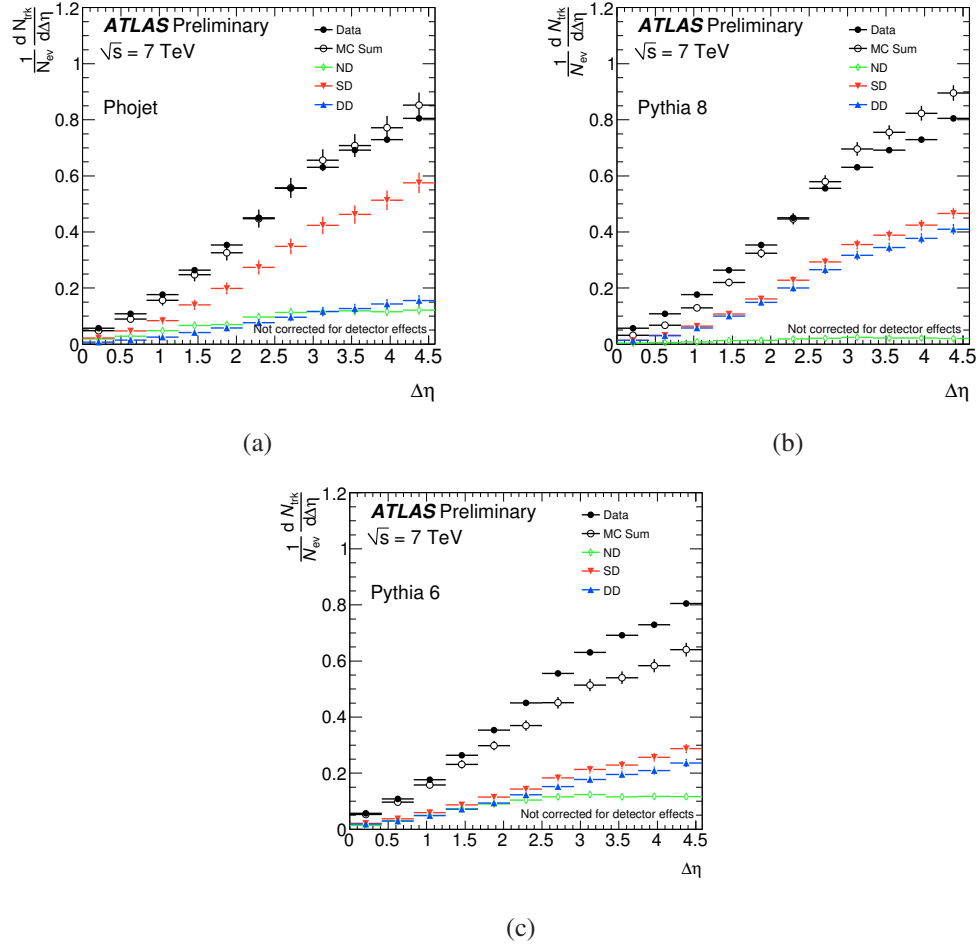 1/N_ev d N_trk/dΔη
1.2
1
0.8
0.6
0.4
0.2
0
ATLAS Preliminary
√s = 7 TeV
Phojet
Data
MC Sum
ND
SD
DD
Not corrected for detector effects
0 0.5 1 1.5 2 2.5 3 3.5 4 4.5
Δη
(a)
1/N_ev d N_trk/dΔη
1.2
1
0.8
0.6
0.4
0.2
0
ATLAS Preliminary
√s = 7 TeV
Pythia 8
Data
MC Sum
ND
SD
DD
Not corrected for detector effects
0 0.5 1 1.5 2 2.5 3 3.5 4 4.5
Δη
(b)
1/N_ev d N_trk/dΔη
1.2
1
0.8
0.6
0.4
0.2
0
ATLAS Preliminary
√s = 7 TeV
Pythia 6
Data
MC Sum
ND
SD
DD
Not corrected for detector effects
0 0.5 1 1.5 2 2.5 3 3.5 4 4.5
Δη
(c)